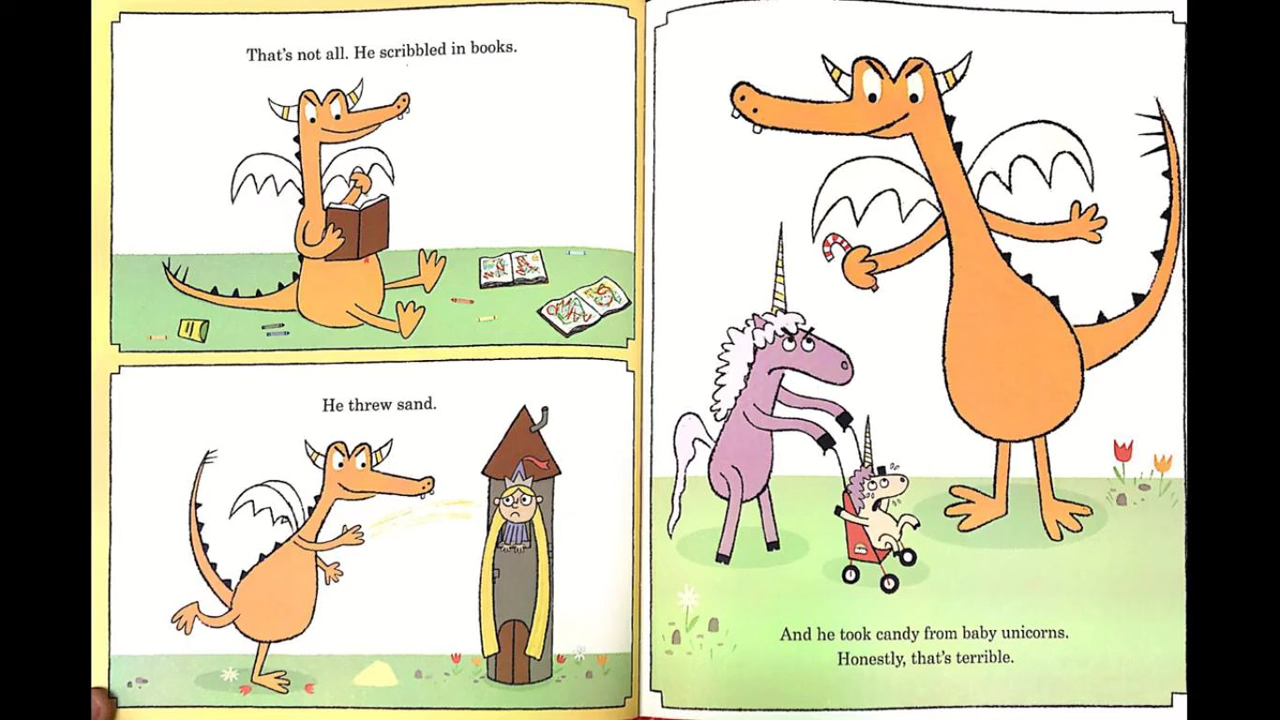 That's not all. He scribbled in books.
He threw sand.
And he took candy from baby unicorns.
Honestly, that's terrible.